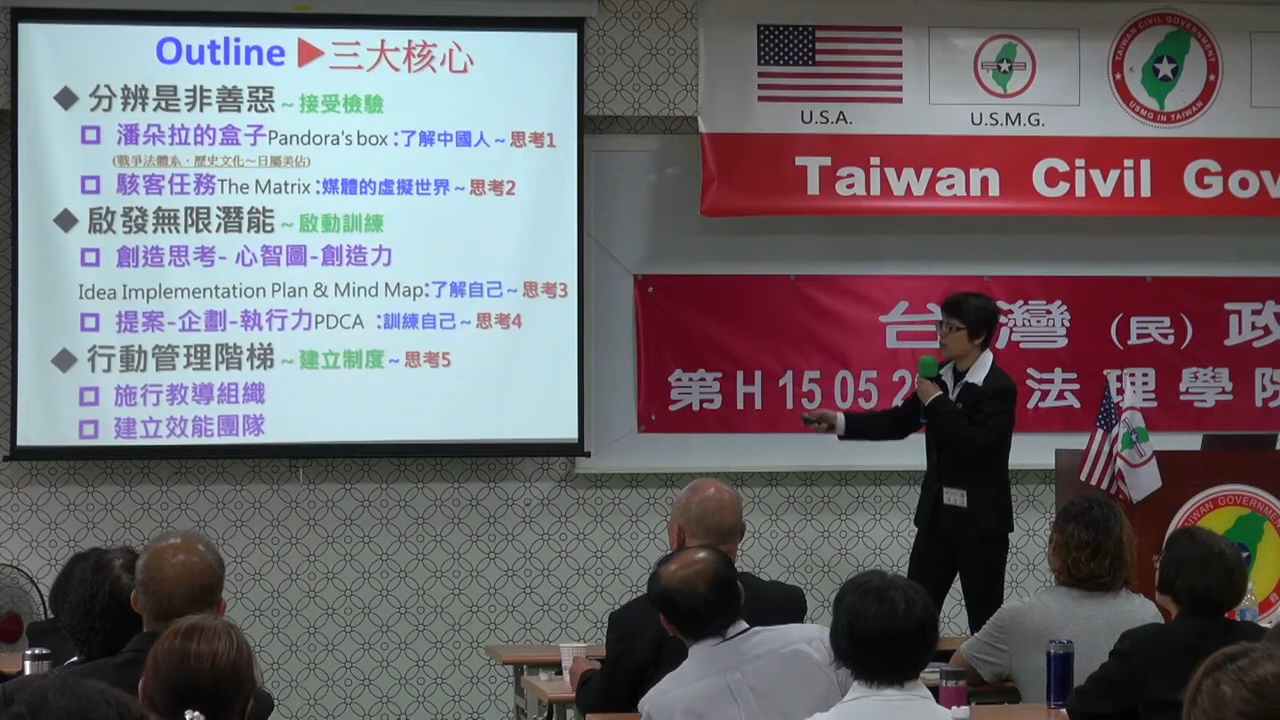 Outline ▶三大核心
◆ 分辨是非善惡 ~ 接受檢驗
潘朵拉的盒子Pandora's box :了解中國人 ~ 思考1
(戰爭法體系‧歷史文化～日屬美佔)
駭客任務The Matrix :媒體的虛擬世界 ~ 思考2
◆ 啟發無限潛能 ~ 啟動訓練
創造思考- 心智圖-創造力
Idea Implementation Plan & Mind Map:了解自己 ~ 思考3
提案-企劃-執行力PDCA :訓練自己 ~ 思考4
◆ 行動管理階梯 ~ 建立制度 ~ 思考5
施行教導組織
建立效能團隊
U.S.A.
U.S.M.G.
TAIWAN CIVIL GOVERNMENT
USMG IN TAIWAN
Taiwan Civil Gov
台灣 (民) 政
第H 15 05 2 法理學院
TAIWAN GOVERNMENT